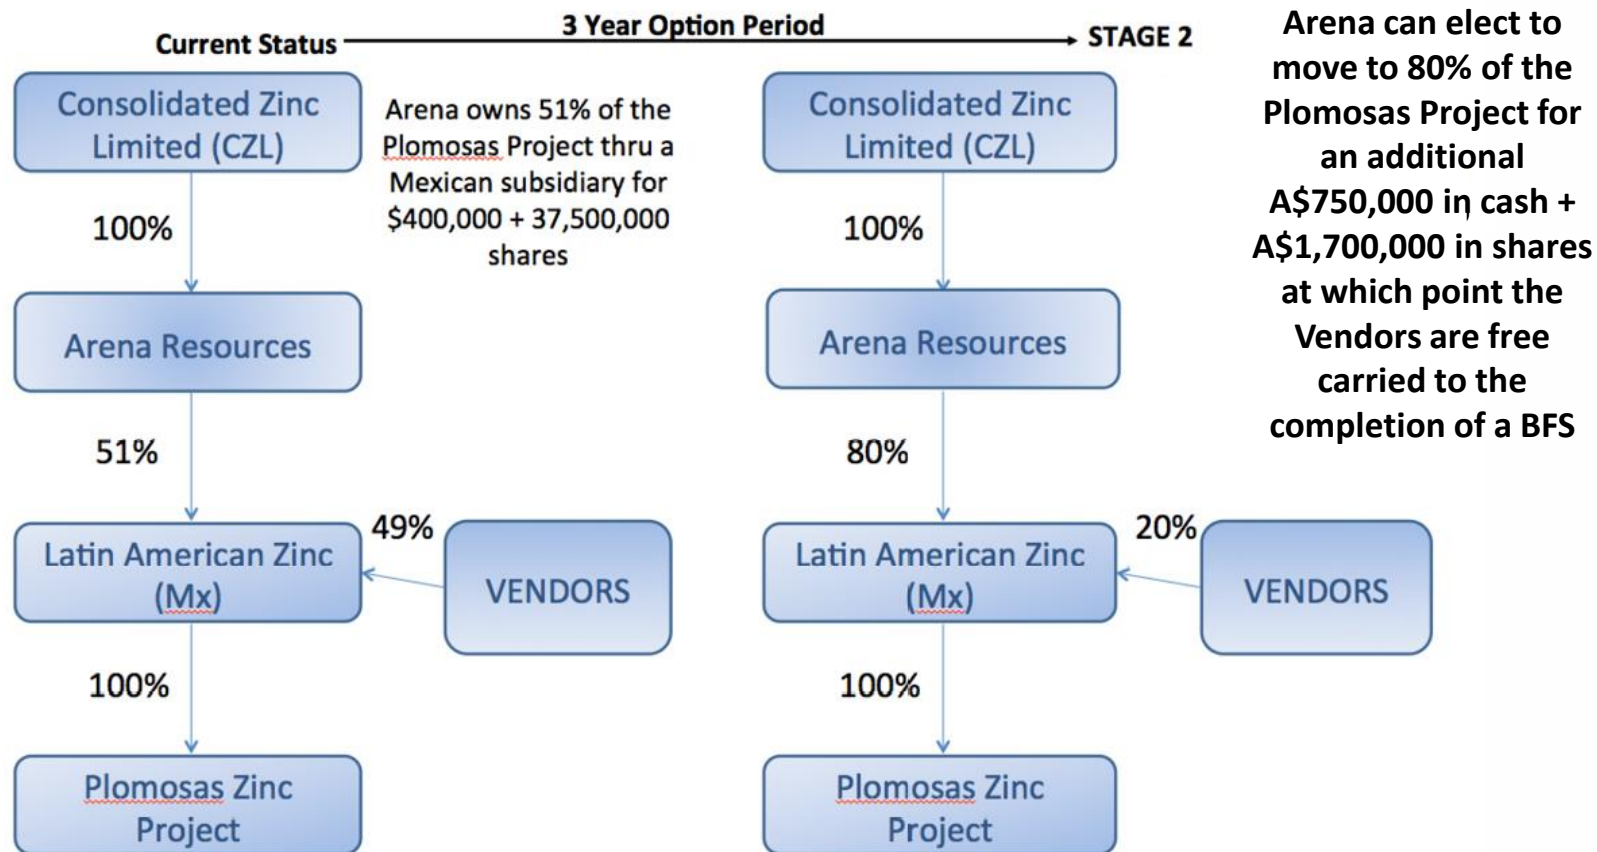 3 Year Option Period
Current Status
STAGE 2
Consolidated Zinc
Limited (CZL)
Arena owns 51% of the
Plomosas Project thru a
Mexican subsidiary for
$400,000 + 37,500,000
shares
100%
Arena Resources
51%
49%
Latin American Zinc
(Mx)
VENDORS
100%
Plomosas Zinc
Project
Consolidated Zinc
Limited (CZL)
100%
Arena Resources
80%
20%
Latin American Zinc
(Mx)
VENDORS
100%
Plomosas Zinc
Project
Arena can elect to
move to 80% of the
Plomosas Project for
an additional
A$750,000 in cash +
A$1,700,000 in shares
at which point the
Vendors are free
carried to the
completion of a BFS